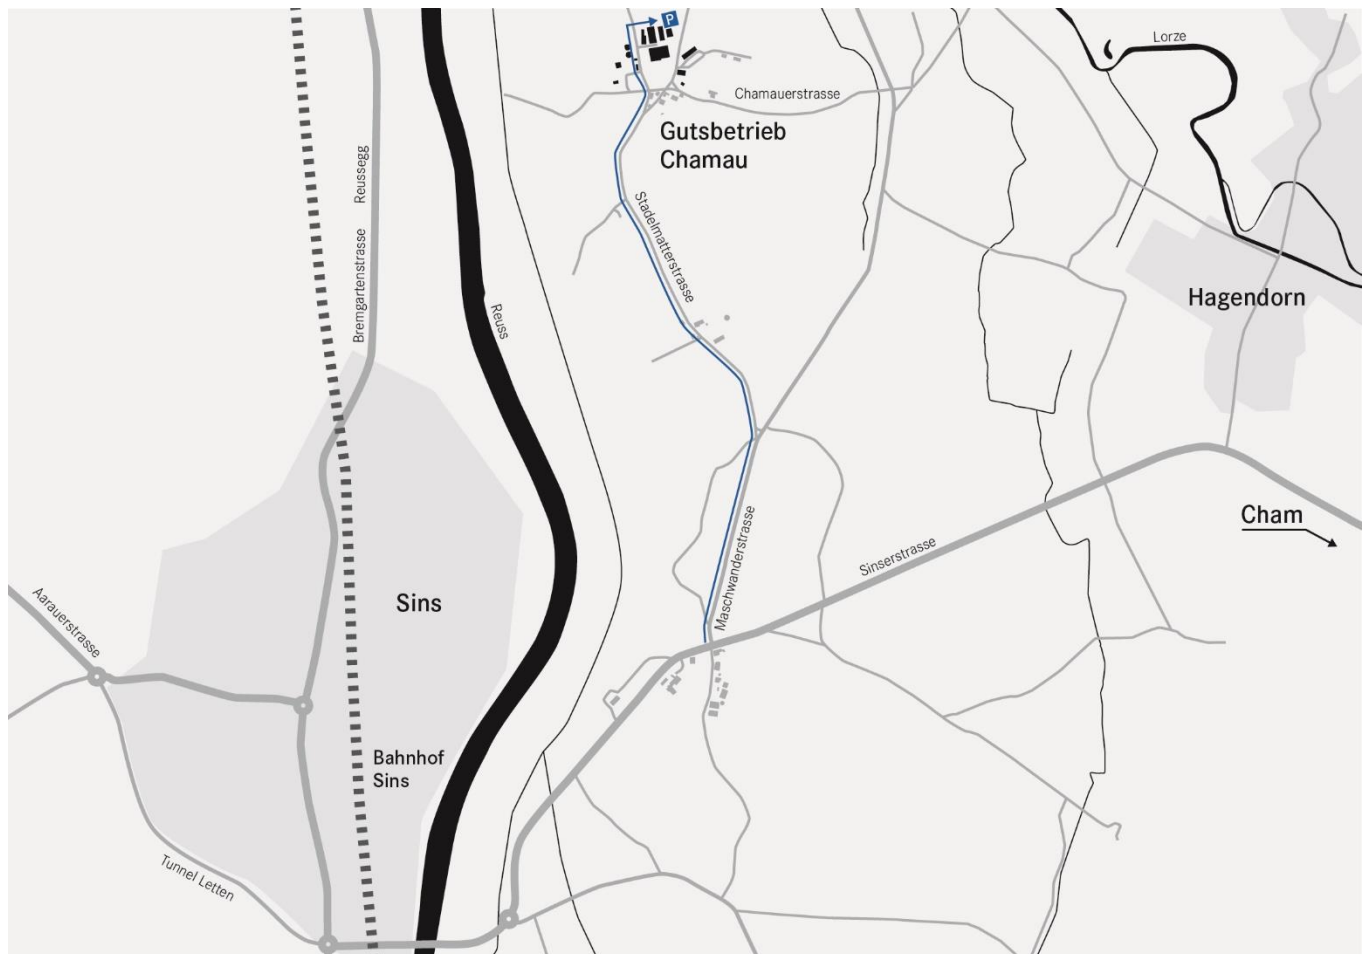 P
Lorze
Chamauerstrasse
Gutsbetrieb
Chamau
Bremgartenstrasse Reussegg
Stadelmatterstrasse
Reuss
Hagendorn
Cham
Sinserstrasse
Maschwanderstrasse
Aarauerstrasse
Sins
Bahnhof
Sins
Tunnel Letten